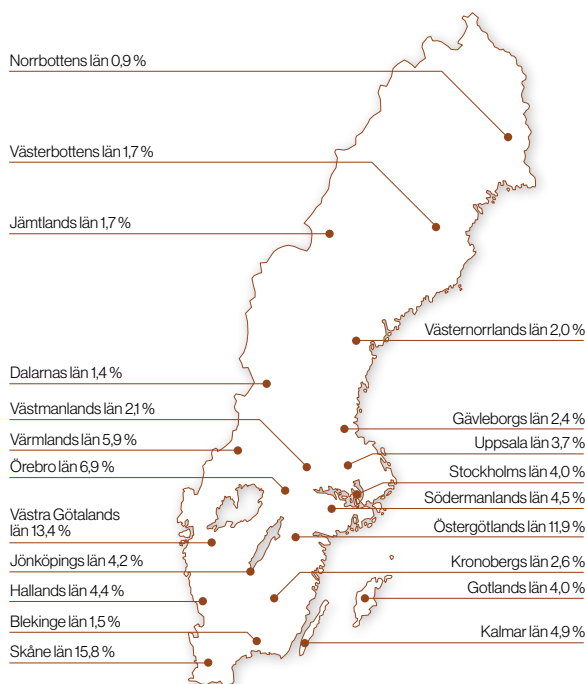 Norrbottens län 0,9 %
Västerbottens län 1,7 %
Jämtlands län 1,7 %
Västernorrlands län 2,0 %
Dalarnas län 1,4 %
Västmanlands län 2,1 %
Värmlands län 5,9 %
Örebro län 6,9 %
Västra Götalands
län 13,4 %
Jönköpings län 4,2 %
Hallands län 4,4 %
Blekinge län 1,5 %
Skåne län 15,8 %
Gävleborgs län 2,4 %
Uppsala län 3,7 %
Stockholms län 4,0 %
Södermanlands län 4,5 %
Östergötlands län 11,9 %
Kronobergs län 2,6 %
Gotlands län 4,0 %
Kalmar län 4,9 %